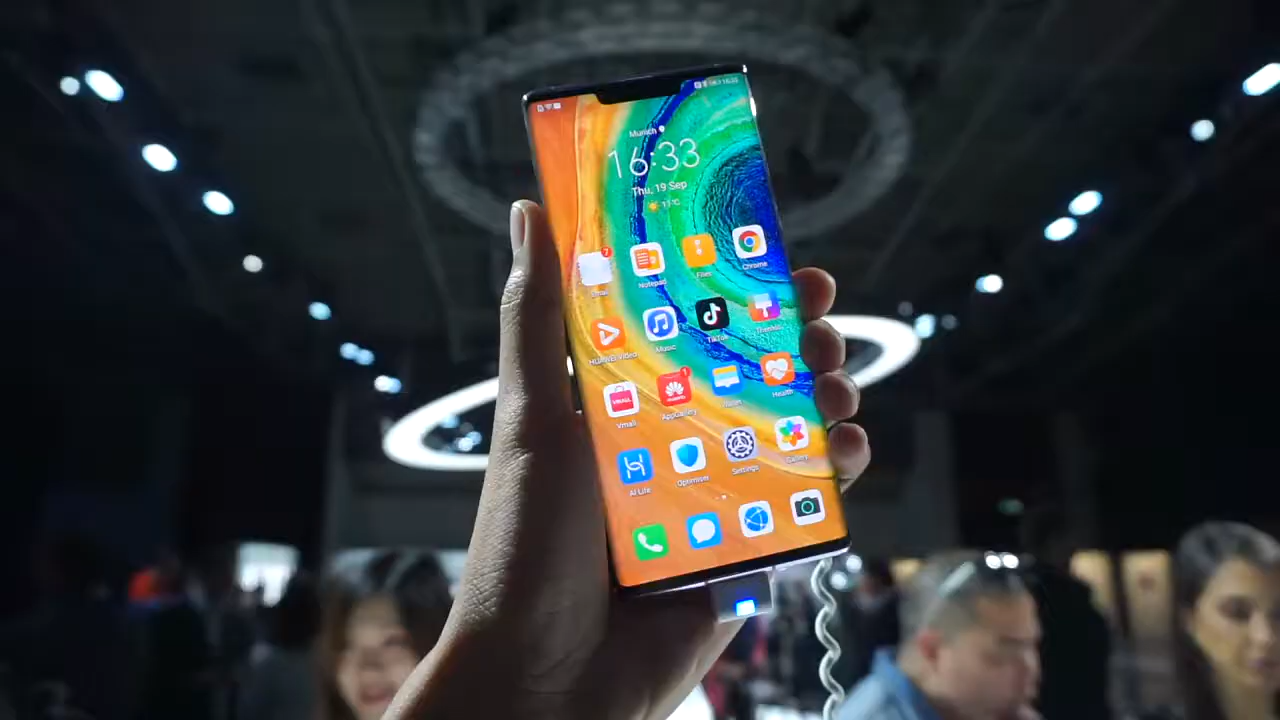 Munich
16:33
Thu, 19 Sep
Email
Notepad
Files
Chrome
HUAWEI Video
Music
TikTok
Themes
Vmall
AppGallery
Wallet
Health
AI Life
Optimiser
Settings
Gallery